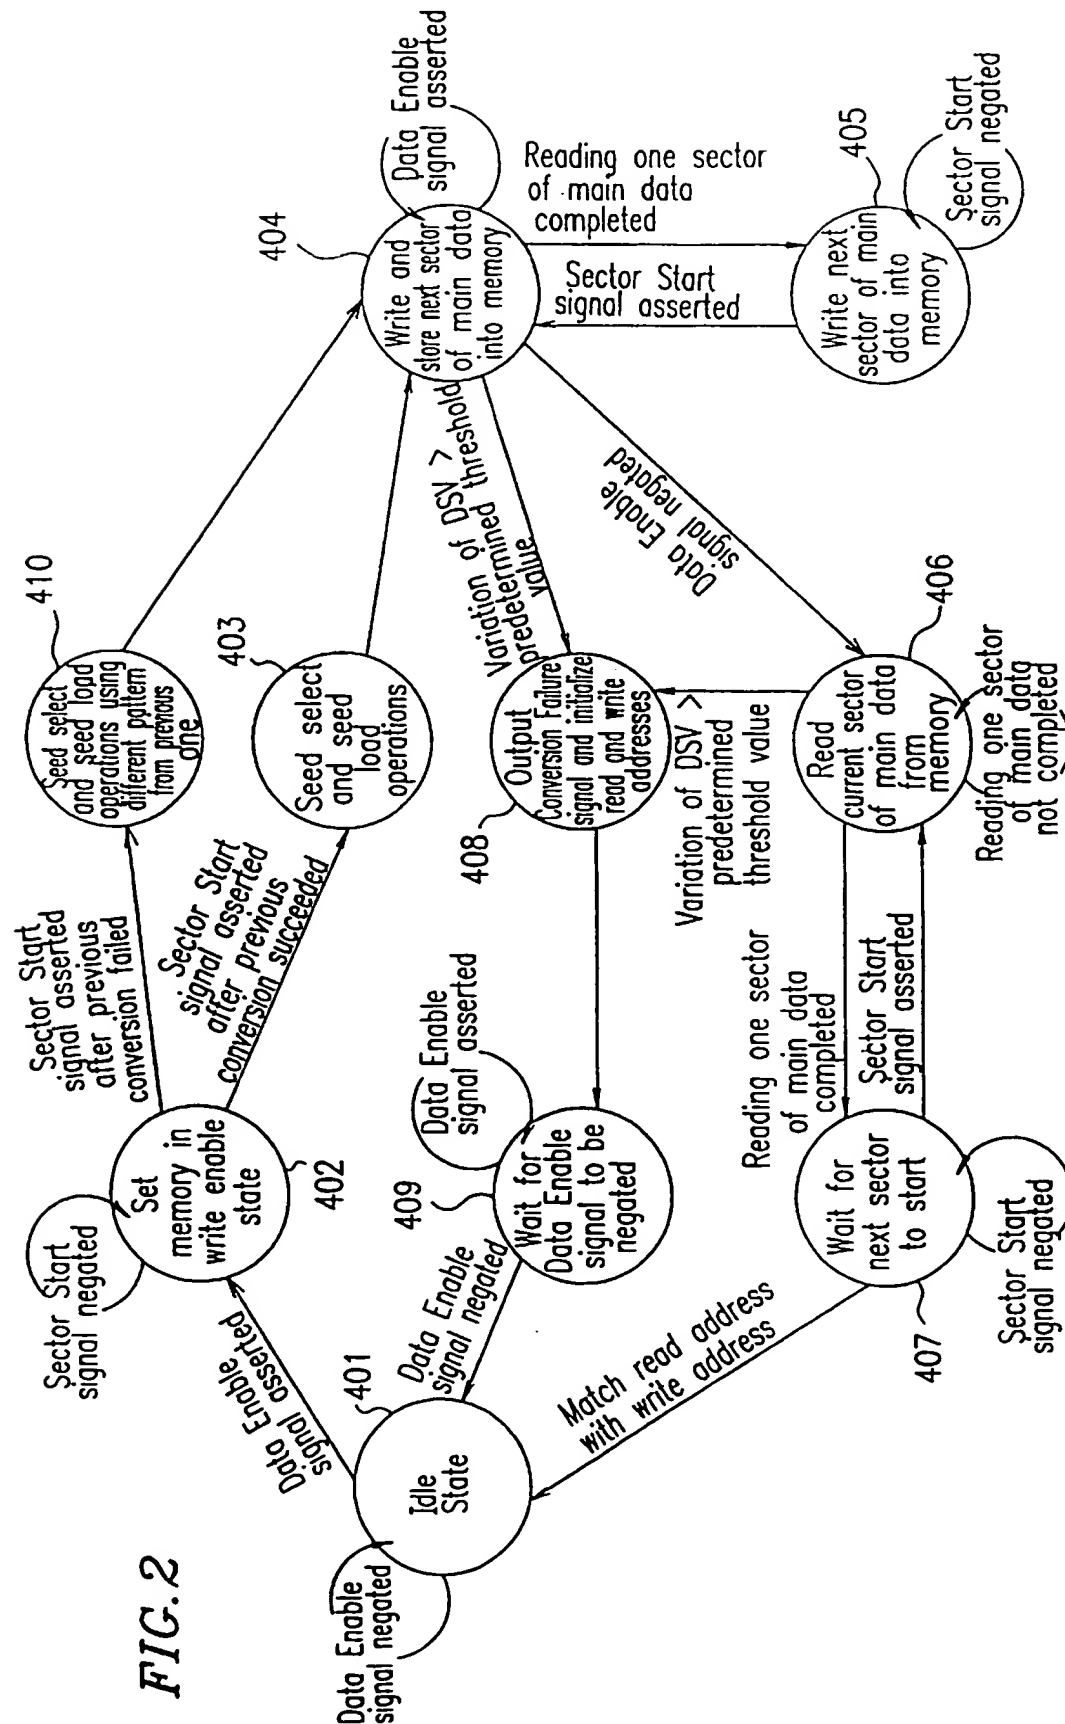 FIG.2
Data Enable
signal negated
Idle
State
401
Data Enable
signal asserted
Sector Start
signal negated
Set
memory in
write enable
state
402
Sector Start
signal asserted
after previous
conversion failed
Sector Start
signal asserted
after previous
conversion succeeded
Seed select
and seed load
operations using
different pattern
from previous
one
410
Seed select
and seed
load
operations
403
Write and
store next sector
of main data
into memory
404
Data Enable
signal asserted
Reading one sector
of main data
completed
Sector Start
signal asserted
Write next
sector of main
data into
memory
405
Sector Start
signal negated
Variation of DSV >
predetermined threshold
value
Data Enable
signal negated
Output
Conversion Failure
signal and initialize
read and write
addresses
408
Variation of DSV >
predetermined
threshold value
Read
current sector
of main data
from
memory
406
Reading one sector
of main data
not completed
Reading one sector
of main data
completed
Sector Start
signal asserted
Wait for
next sector
to start
407
Sector Start
signal negated
Match read address
with write address
Data Enable
signal asserted
Wait for
Data Enable
signal to be
negated
409
Data Enable
signal negated